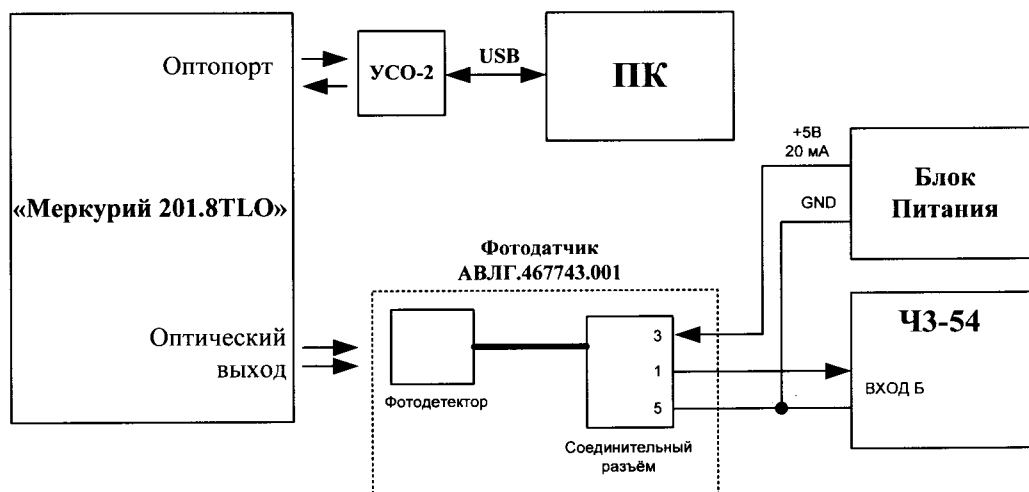 Оптопорт
УСО-2
USB
ПК
+5В
20 мА
GND
Блок
Питания
«Меркурий 201.8TLO»
Фотодатчик
АВЛГ.467743.001
Оптический
выход
Фотодетектор
3
1
5
Соединительный
разъём
ЧЗ-54
ВХОД Б